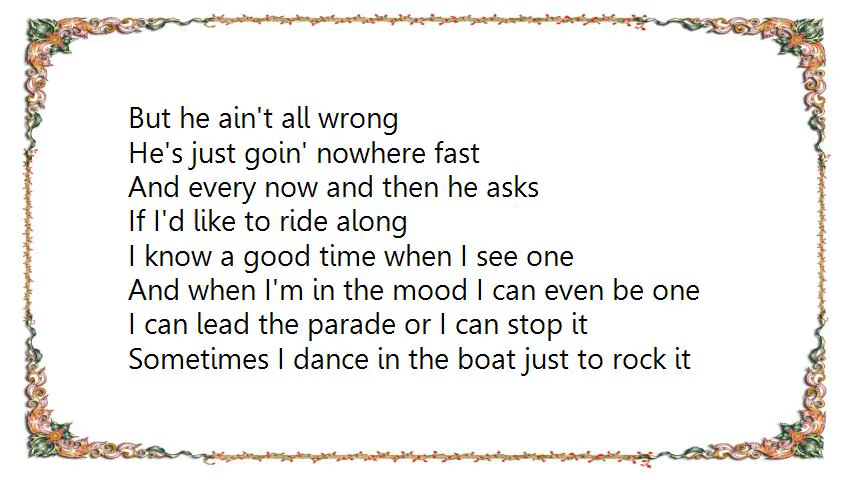 But he ain't all wrong
He's just goin' nowhere fast
And every now and then he asks
If I'd like to ride along
I know a good time when I see one
And when I'm in the mood I can even be one
I can lead the parade or I can stop it
Sometimes I dance in the boat just to rock it